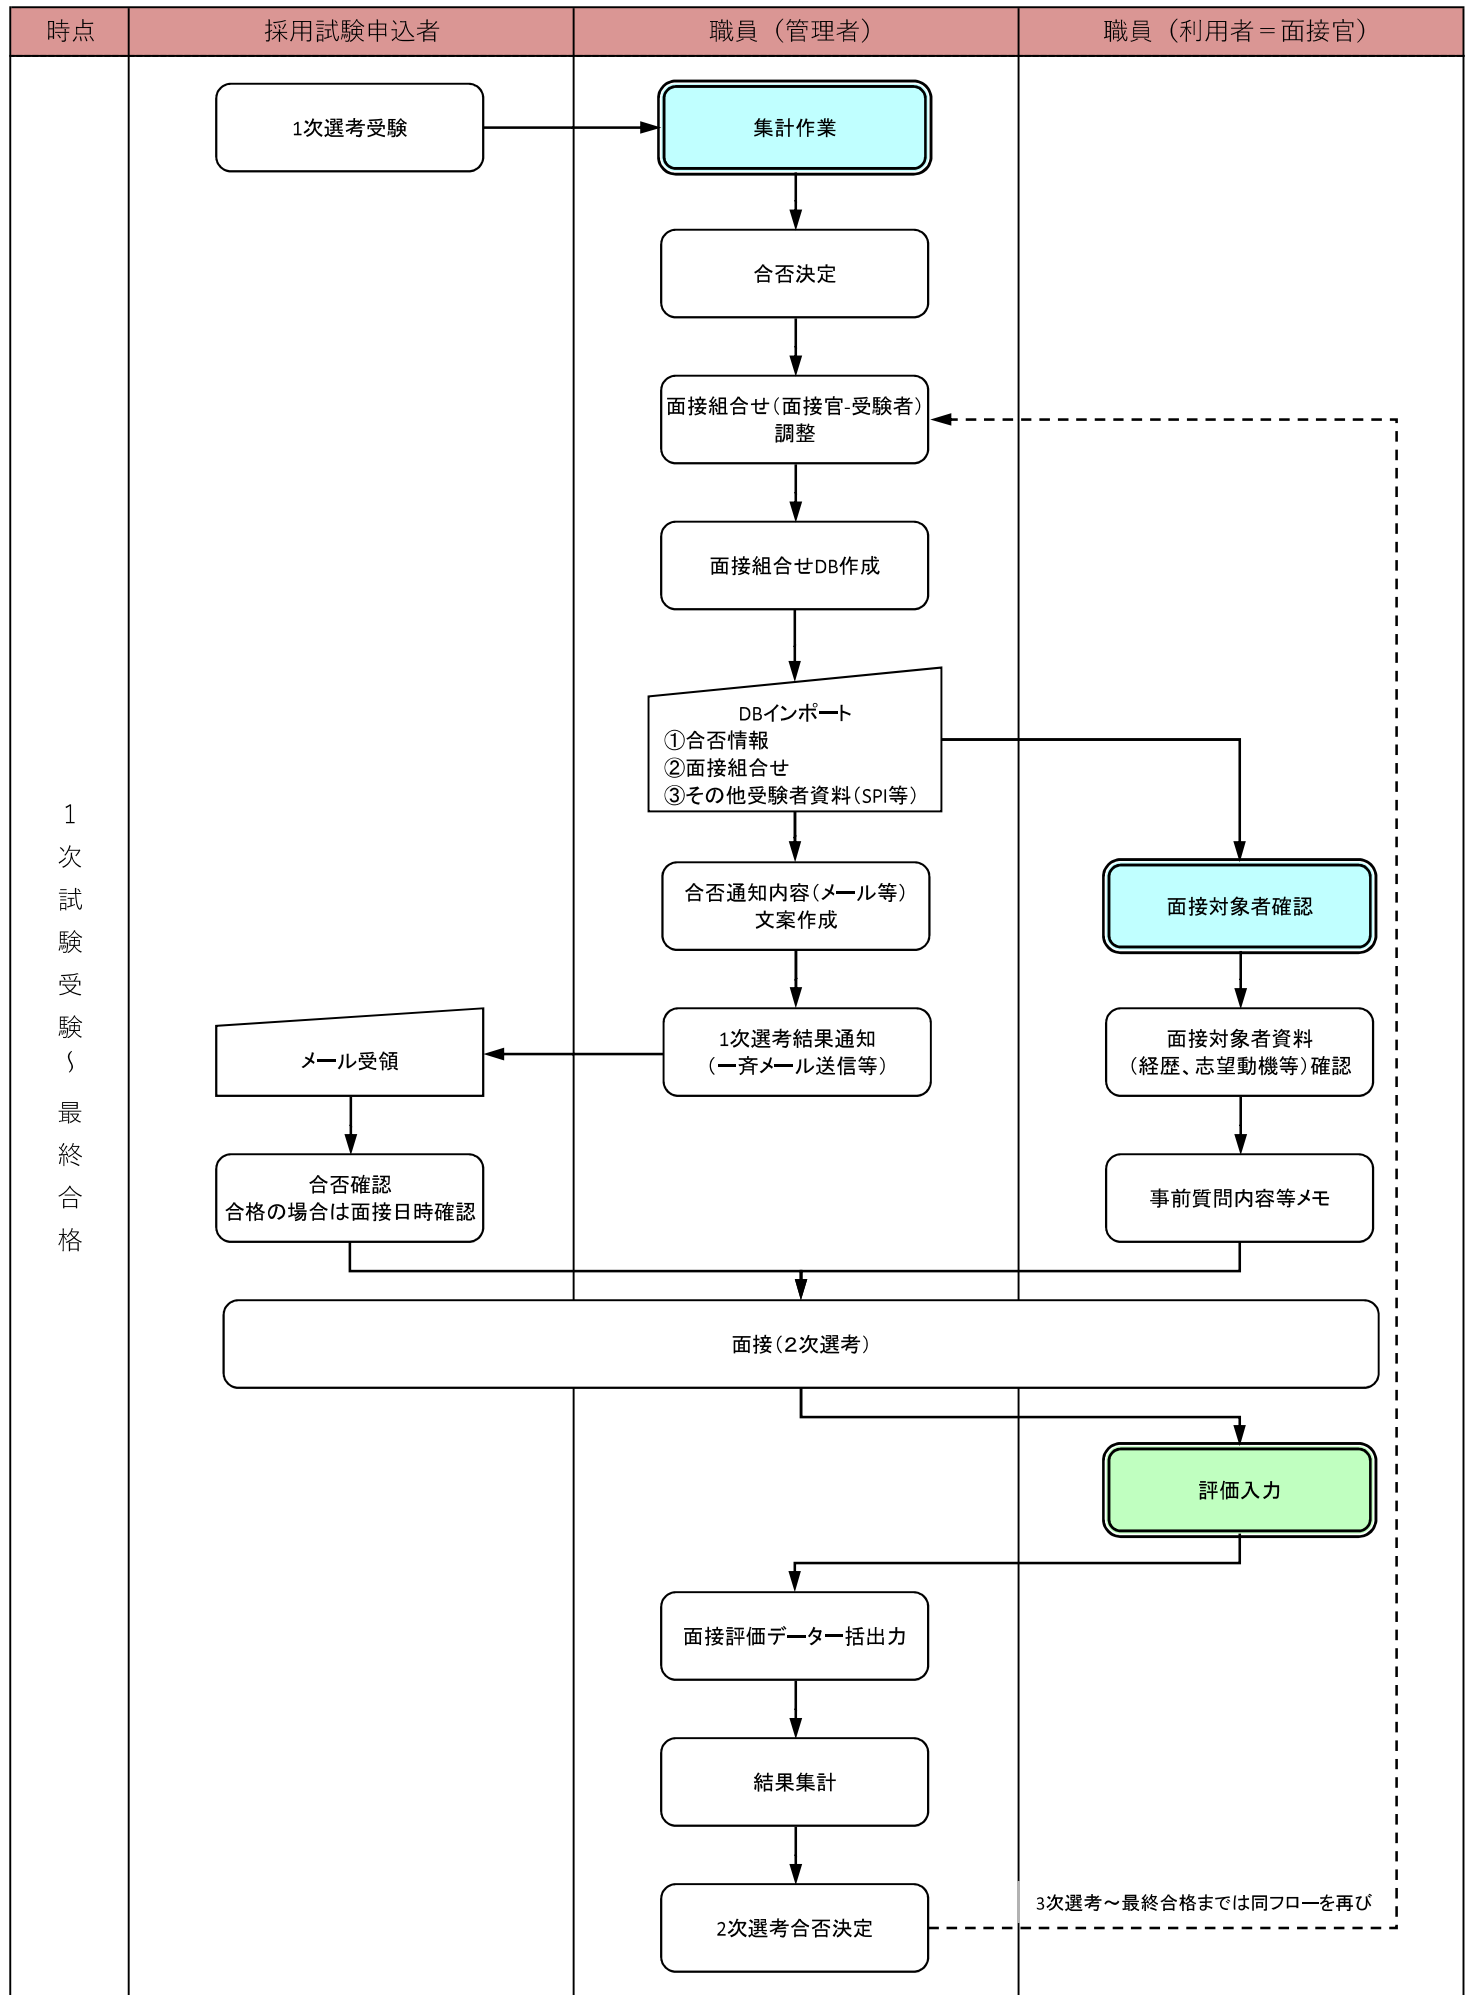 時点
採用試験申込者
職員（管理者）
職員（利用者＝面接官）
1次選考受験
集計作業
合否決定
面接組合せ（面接官-受験者）
調整
面接組合せDB作成
DBインポート
①合否情報
②面接組合せ
③その他受験者資料（SPI等）
1次試験受験～最終合格
合否通知内容（メール等）
文案作成
面接対象者確認
メール受領
1次選考結果通知
（一斉メール送信等）
面接対象者資料
（経歴、志望動機等）確認
合否確認
合格の場合は面接日時確認
事前質問内容等メモ
面接（２次選考）
評価入力
面接評価データ一括出力
結果集計
2次選考合否決定
3次選考～最終合格までは同フローを再び